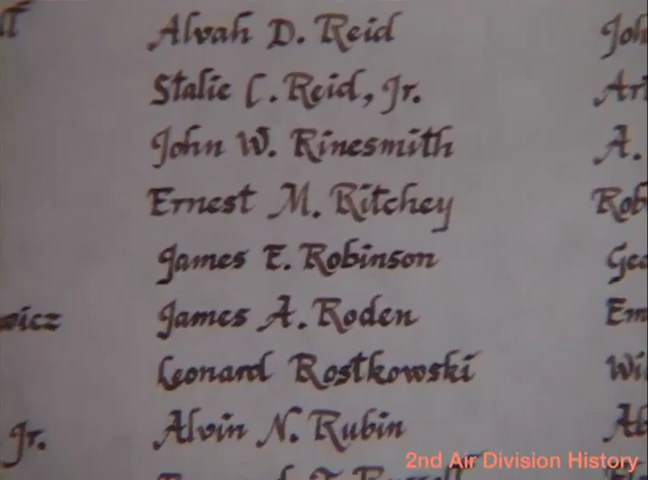 Alvah D. Reid
Stalie C. Reid, Jr.
John W. Rinesmith
Ernest M. Ritchey
James E. Robinson
James A. Roden
Leonard Rostkowski
Jr. Alvin N. Rubin
2nd Air Division History